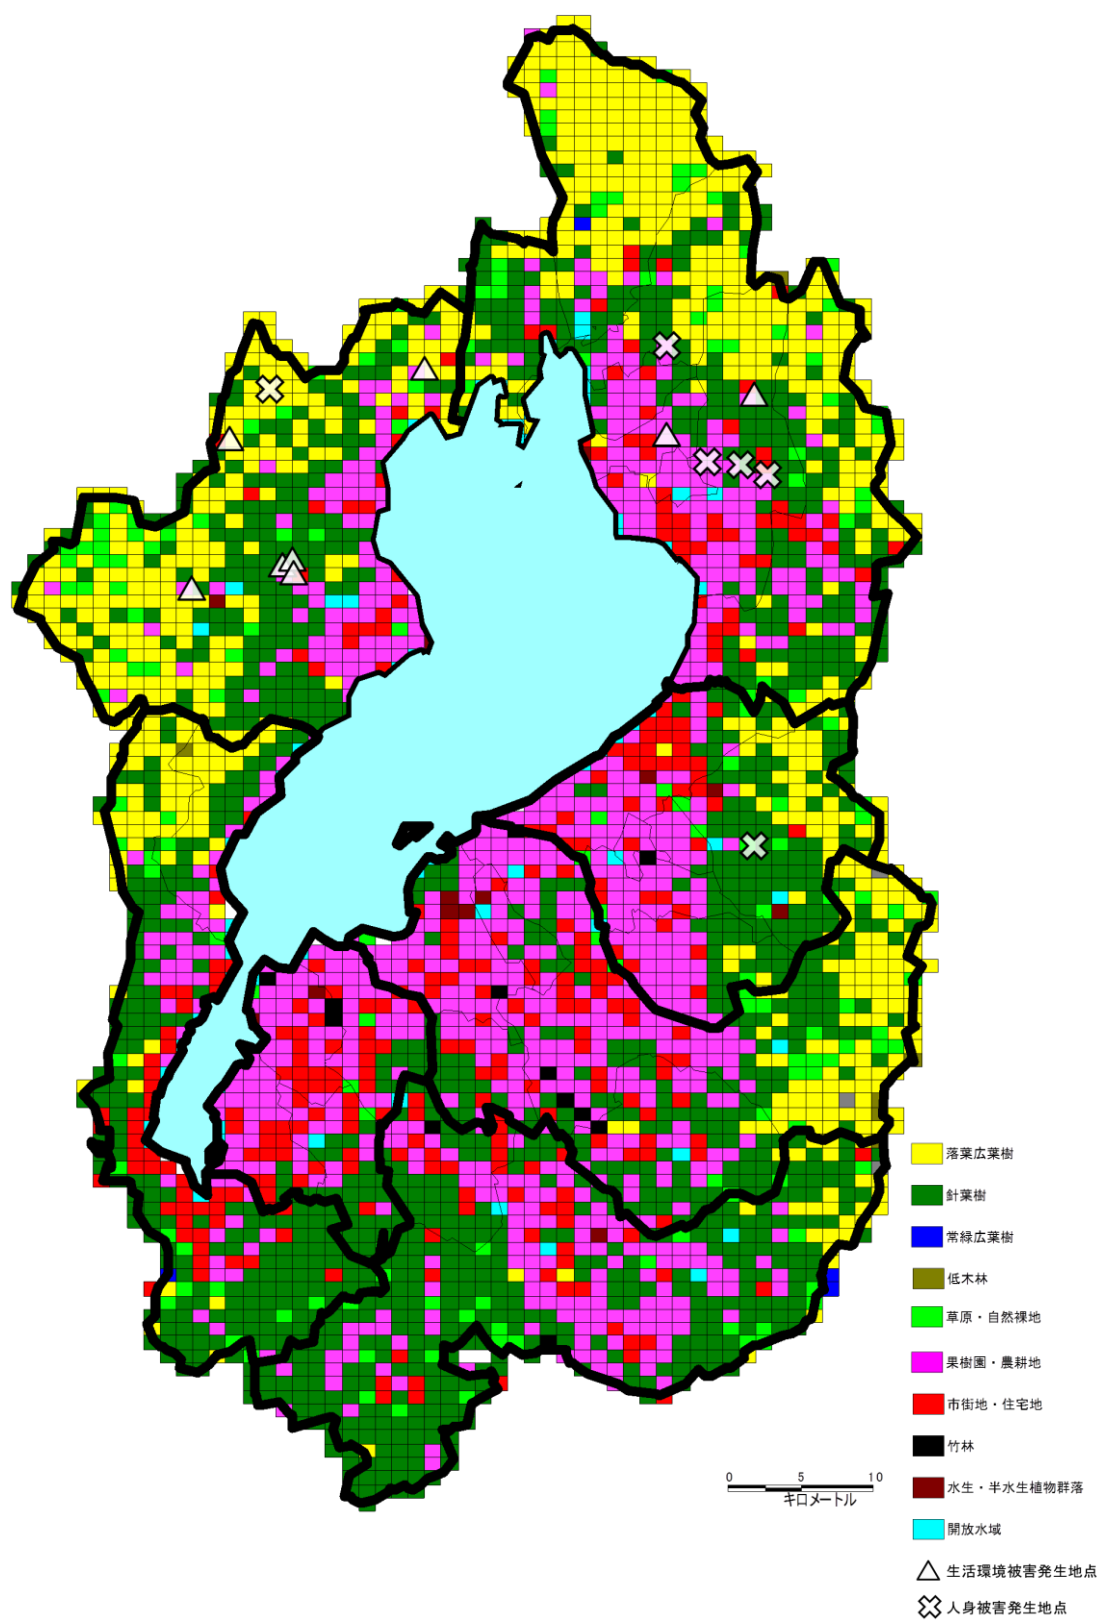 落葉広葉樹
針葉樹
常緑広葉樹
低木林
草原・自然裸地
果樹園・農耕地
市街地・住宅地
竹林
水生・半水生植物群落
開放水域
生活環境被害発生地点
人身被害発生地点
0 5 10
キロメートル